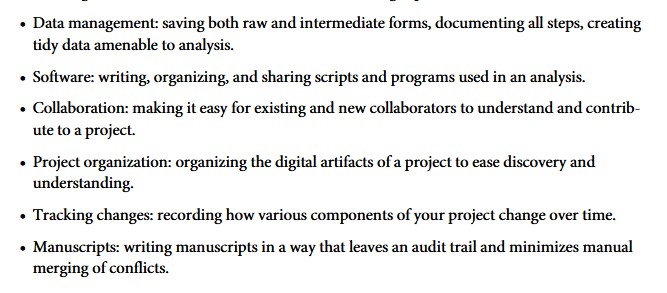 • Data management: saving both raw and intermediate forms, documenting all steps, creating
tidy data amenable to analysis.
• Software: writing, organizing, and sharing scripts and programs used in an analysis.
• Collaboration: making it easy for existing and new collaborators to understand and contrib-
ute to a project.
• Project organization: organizing the digital artifacts of a project to ease discovery and
understanding.
• Tracking changes: recording how various components of your project change over time.
• Manuscripts: writing manuscripts in a way that leaves an audit trail and minimizes manual
merging of conflicts.